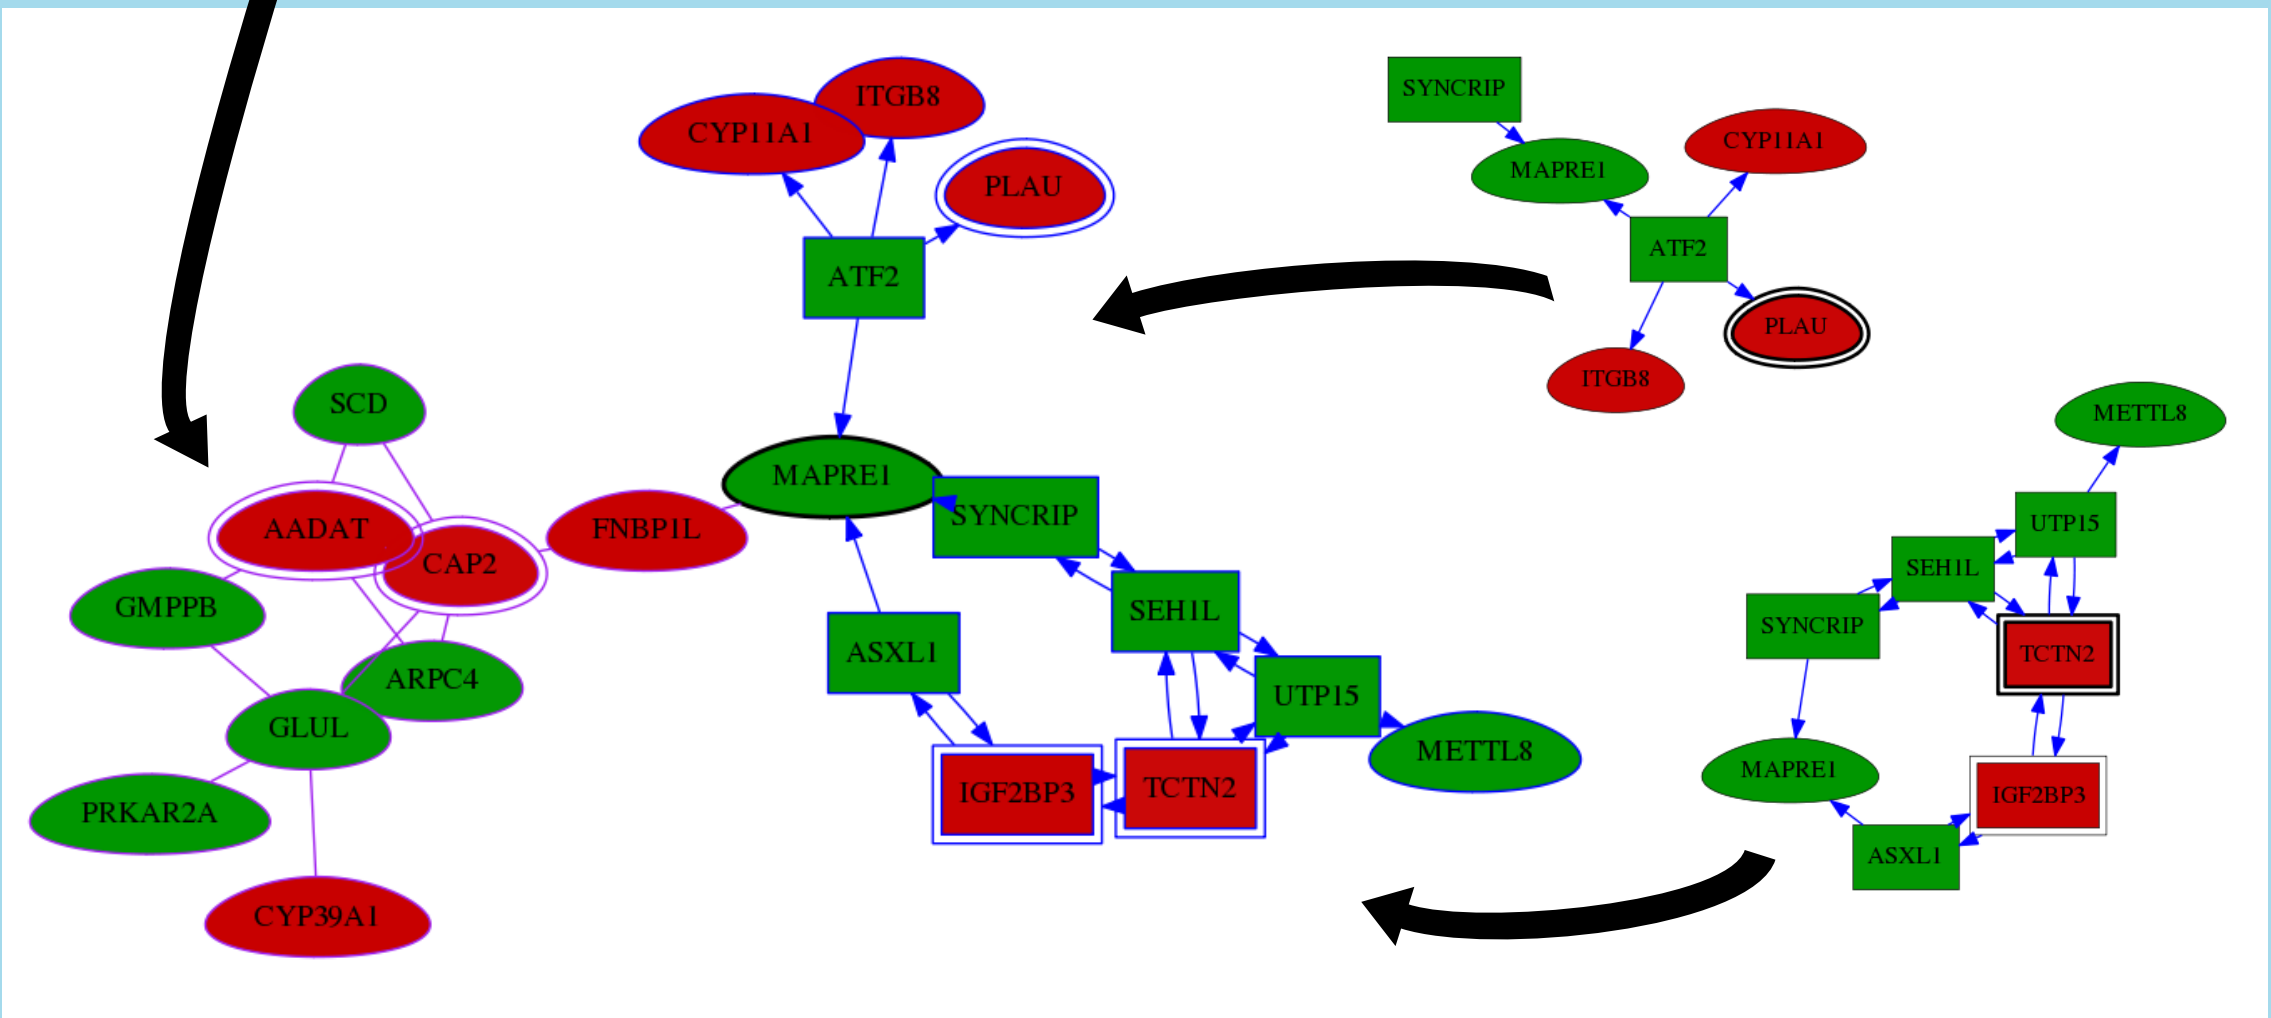 ITGB8
CYP11A1
PLAU
ATF2
SCD
MAPRE1
AADAT
CAP2
FNBP1L
SYNCRIP
GMPPB
SEH1L
ASXL1
ARPC4
UTP15
GLUL
METTL8
IGF2BP3
TCTN2
PRKAR2A
CYP39A1
SYNCRIP
CYP11A1
MAPRE1
ATF2
PLAU
ITGB8
METTL8
UTP15
SEH1L
SYNCRIP
TCTN2
MAPRE1
IGF2BP3
ASXL1